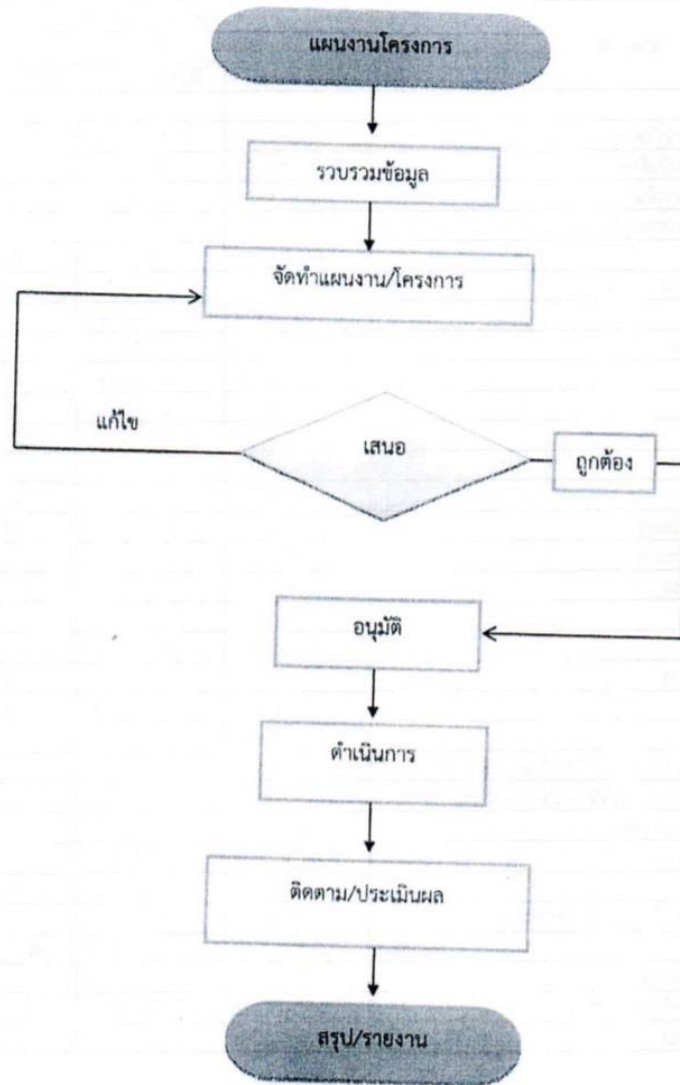 แผนงานโครงการ
รวบรวมข้อมูล
จัดทำแผนงาน/โครงการ
แก้ไข
เสนอ
ถูกต้อง
อนุมัติ
ดำเนินการ
ติดตาม/ประเมินผล
สรุป/รายงาน